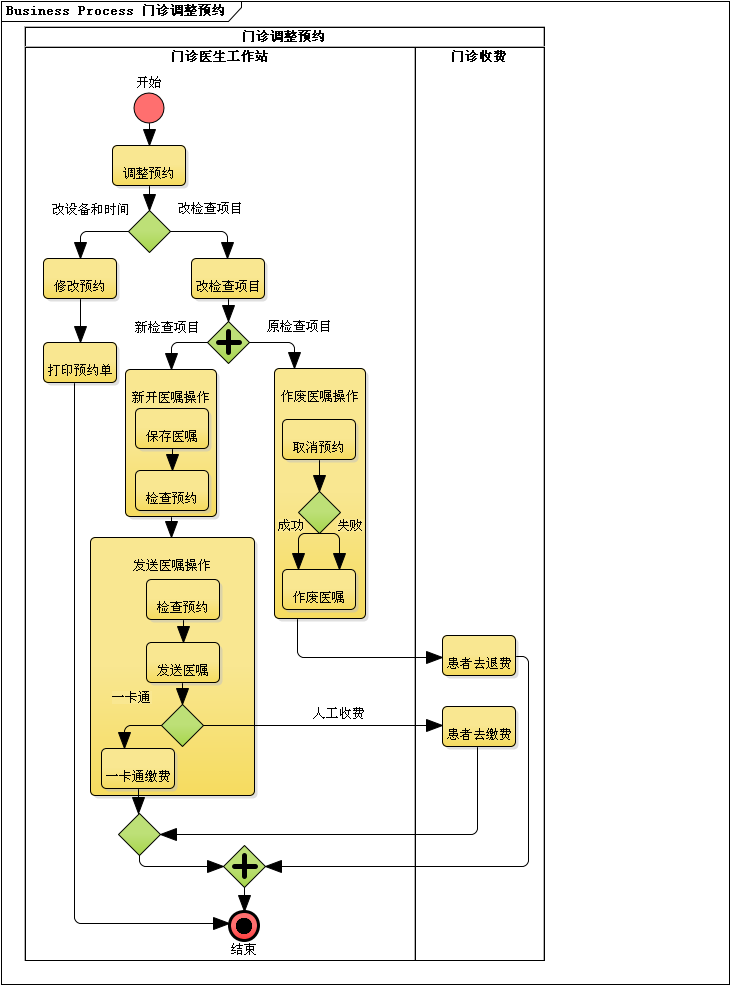 Business Process 门诊调整预约
门诊调整预约
门诊医生工作站
门诊收费
开始
调整预约
改设备和时间
改检查项目
修改预约
改检查项目
新检查项目
原检查项目
打印预约单
新开医嘱操作
作废医嘱操作
保存医嘱
取消预约
检查预约
成功
失败
发送医嘱操作
作废医嘱
检查预约
发送医嘱
患者去退费
一卡通
人工收费
患者去缴费
一卡通缴费
结束